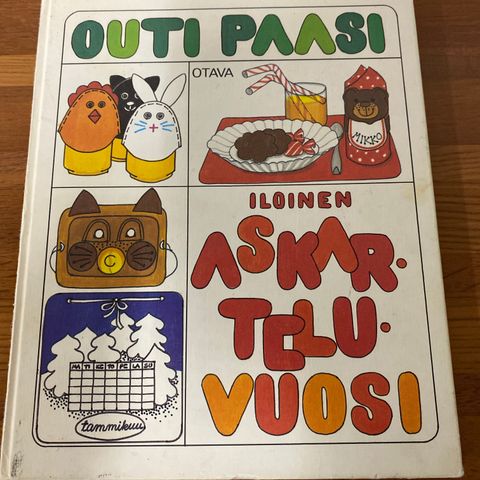 OUTI PAASI
OTAVA
MIKKO
ILOINEN
ASKAR-
TELU-
VUOSI
MA TI KE TO PE LA SU
tammikuu